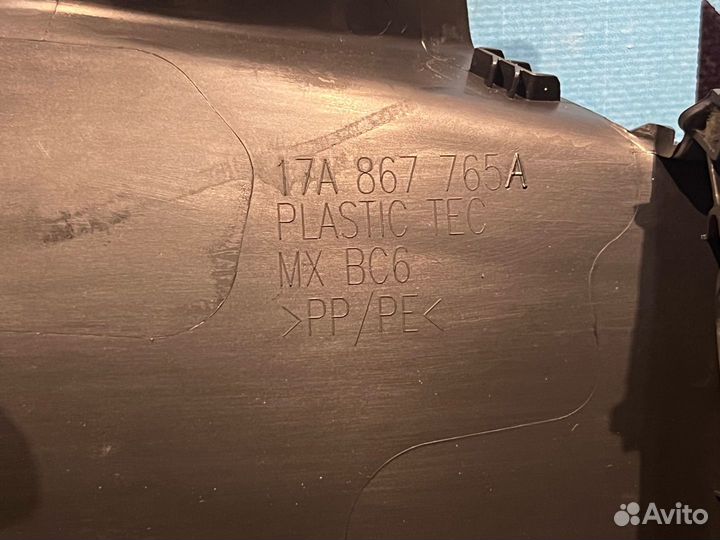 17A 867 765A
PLASTIC TEC
MX BC6
>PP/PE<
Avito